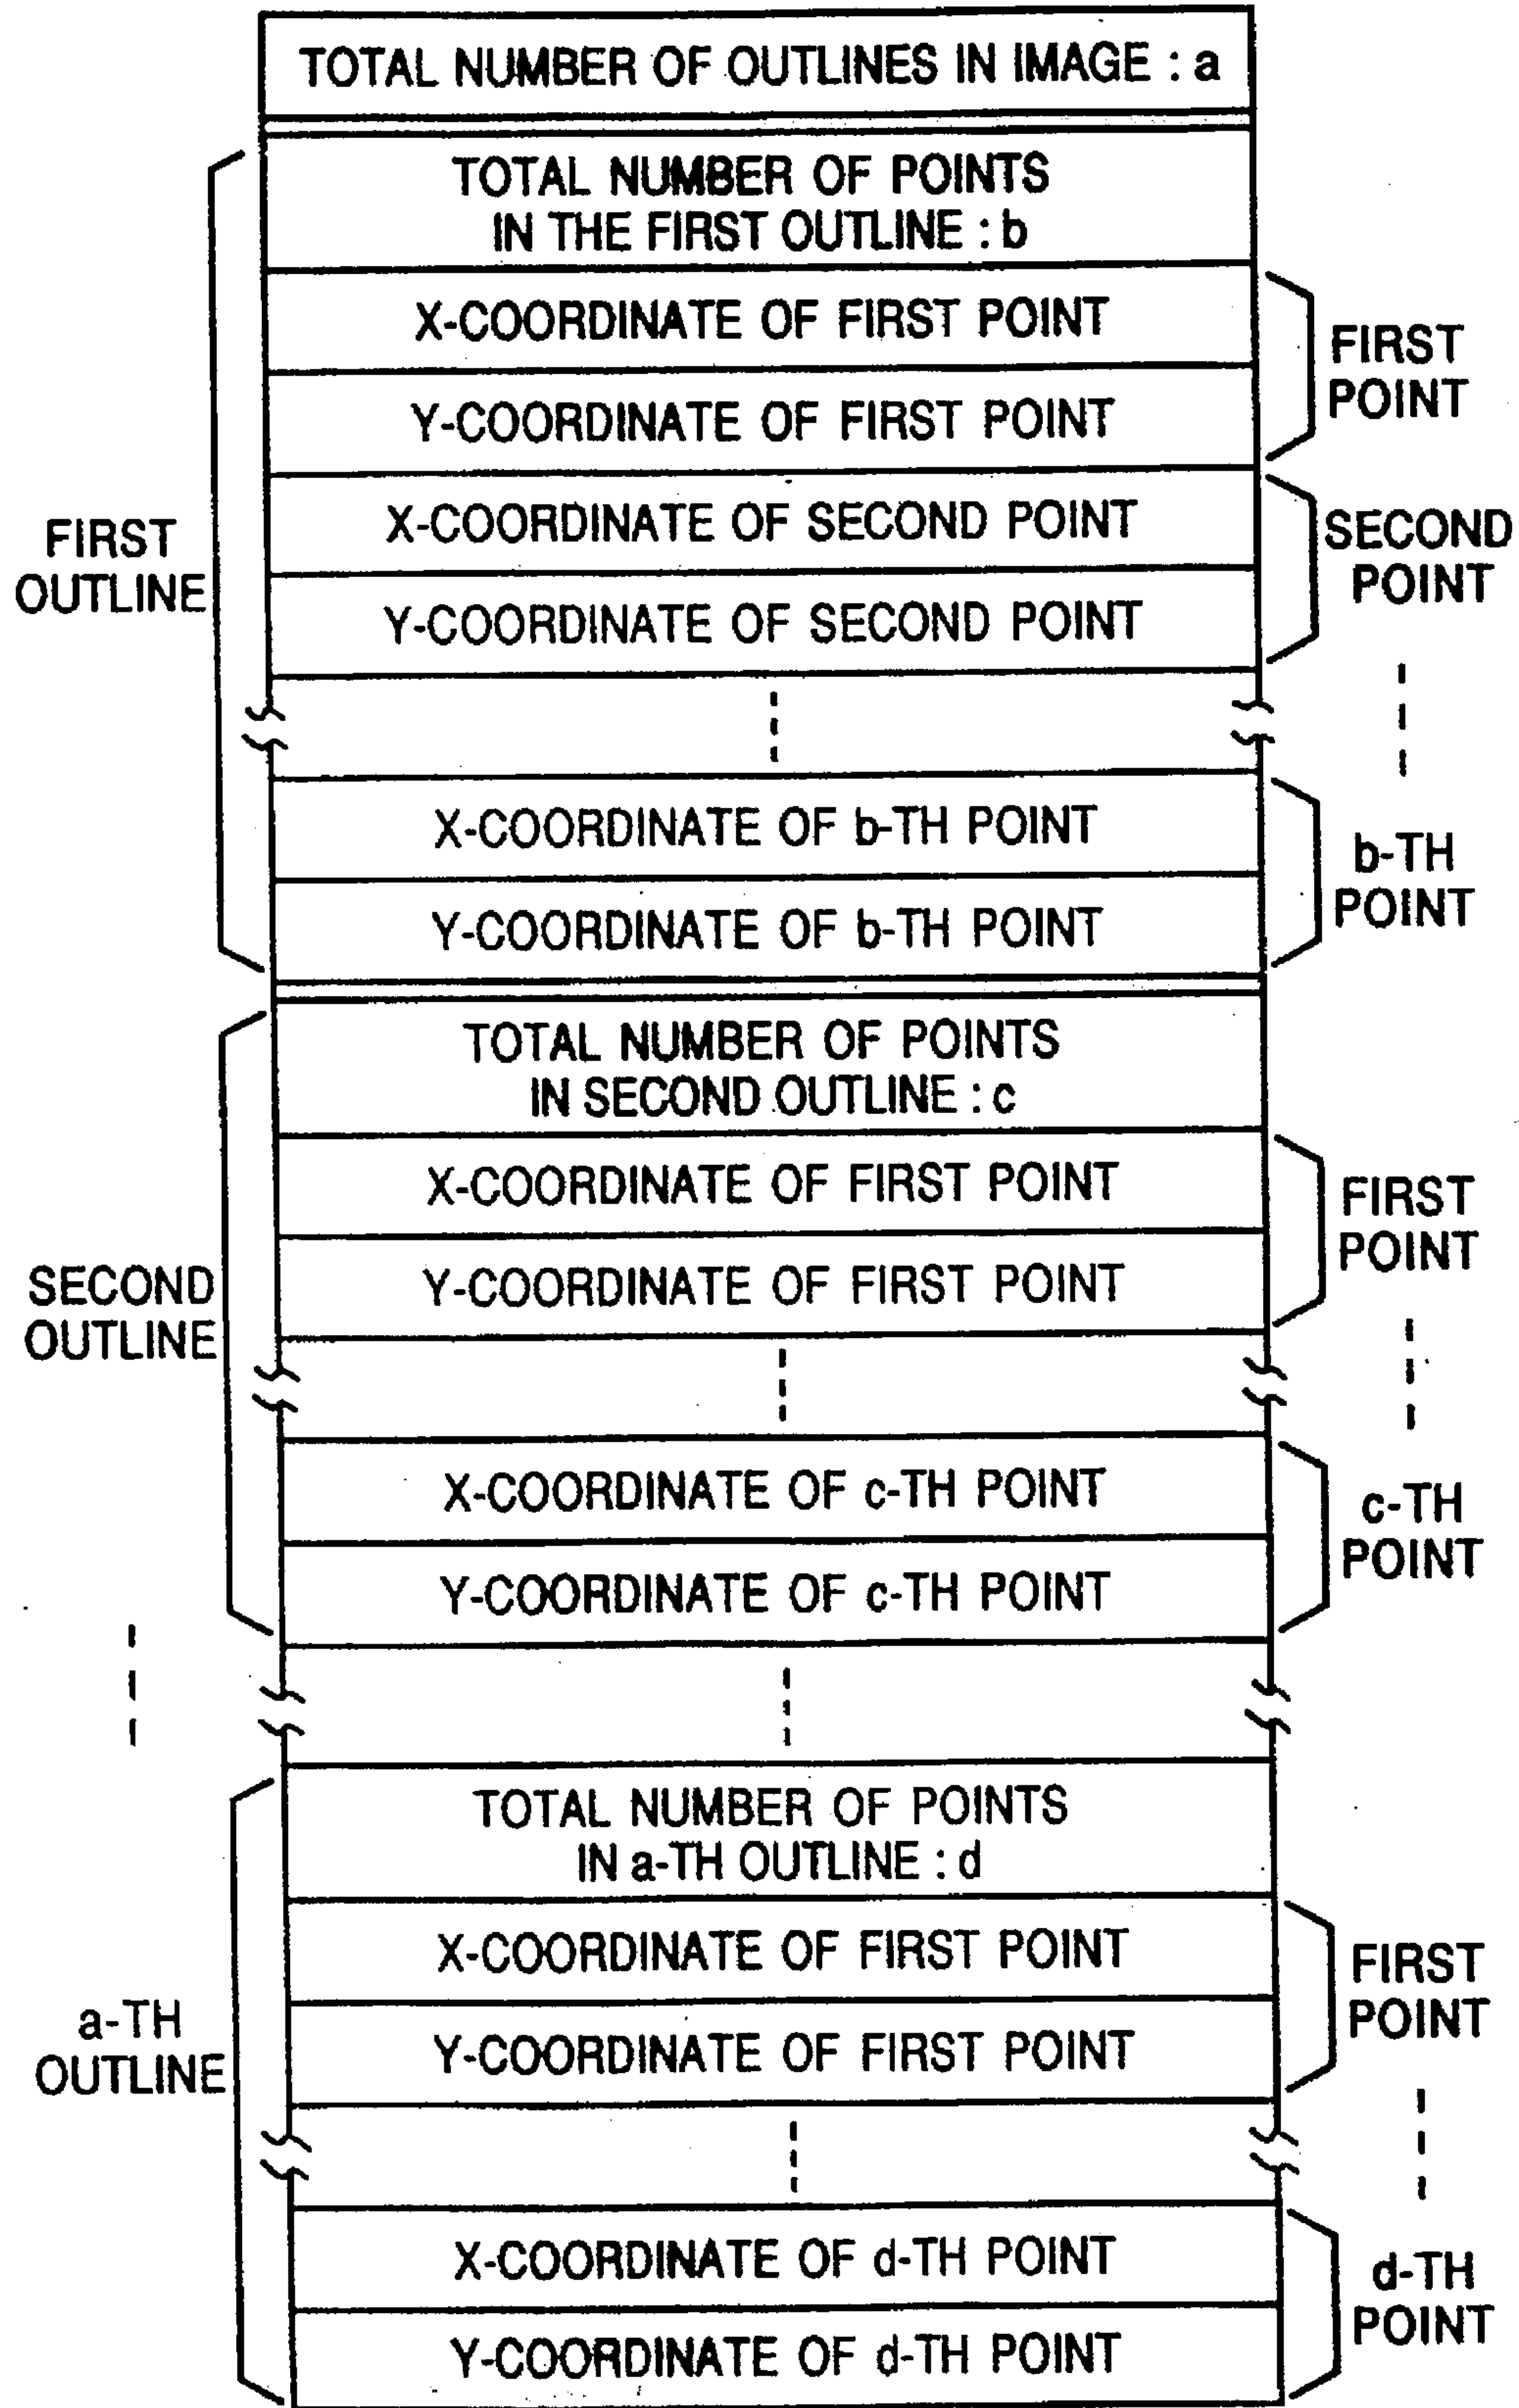 TOTAL NUMBER OF OUTLINES IN IMAGE : a
TOTAL NUMBER OF POINTS
IN THE FIRST OUTLINE : b
X-COORDINATE OF FIRST POINT
Y-COORDINATE OF FIRST POINT
FIRST
POINT
X-COORDINATE OF SECOND POINT
Y-COORDINATE OF SECOND POINT
SECOND
POINT
FIRST
OUTLINE
X-COORDINATE OF b-TH POINT
Y-COORDINATE OF b-TH POINT
b-TH
POINT
TOTAL NUMBER OF POINTS
IN SECOND OUTLINE : c
X-COORDINATE OF FIRST POINT
Y-COORDINATE OF FIRST POINT
FIRST
POINT
SECOND
OUTLINE
X-COORDINATE OF c-TH POINT
Y-COORDINATE OF c-TH POINT
c-TH
POINT
TOTAL NUMBER OF POINTS
IN a-TH OUTLINE : d
X-COORDINATE OF FIRST POINT
Y-COORDINATE OF FIRST POINT
FIRST
POINT
a-TH
OUTLINE
X-COORDINATE OF d-TH POINT
Y-COORDINATE OF d-TH POINT
d-TH
POINT